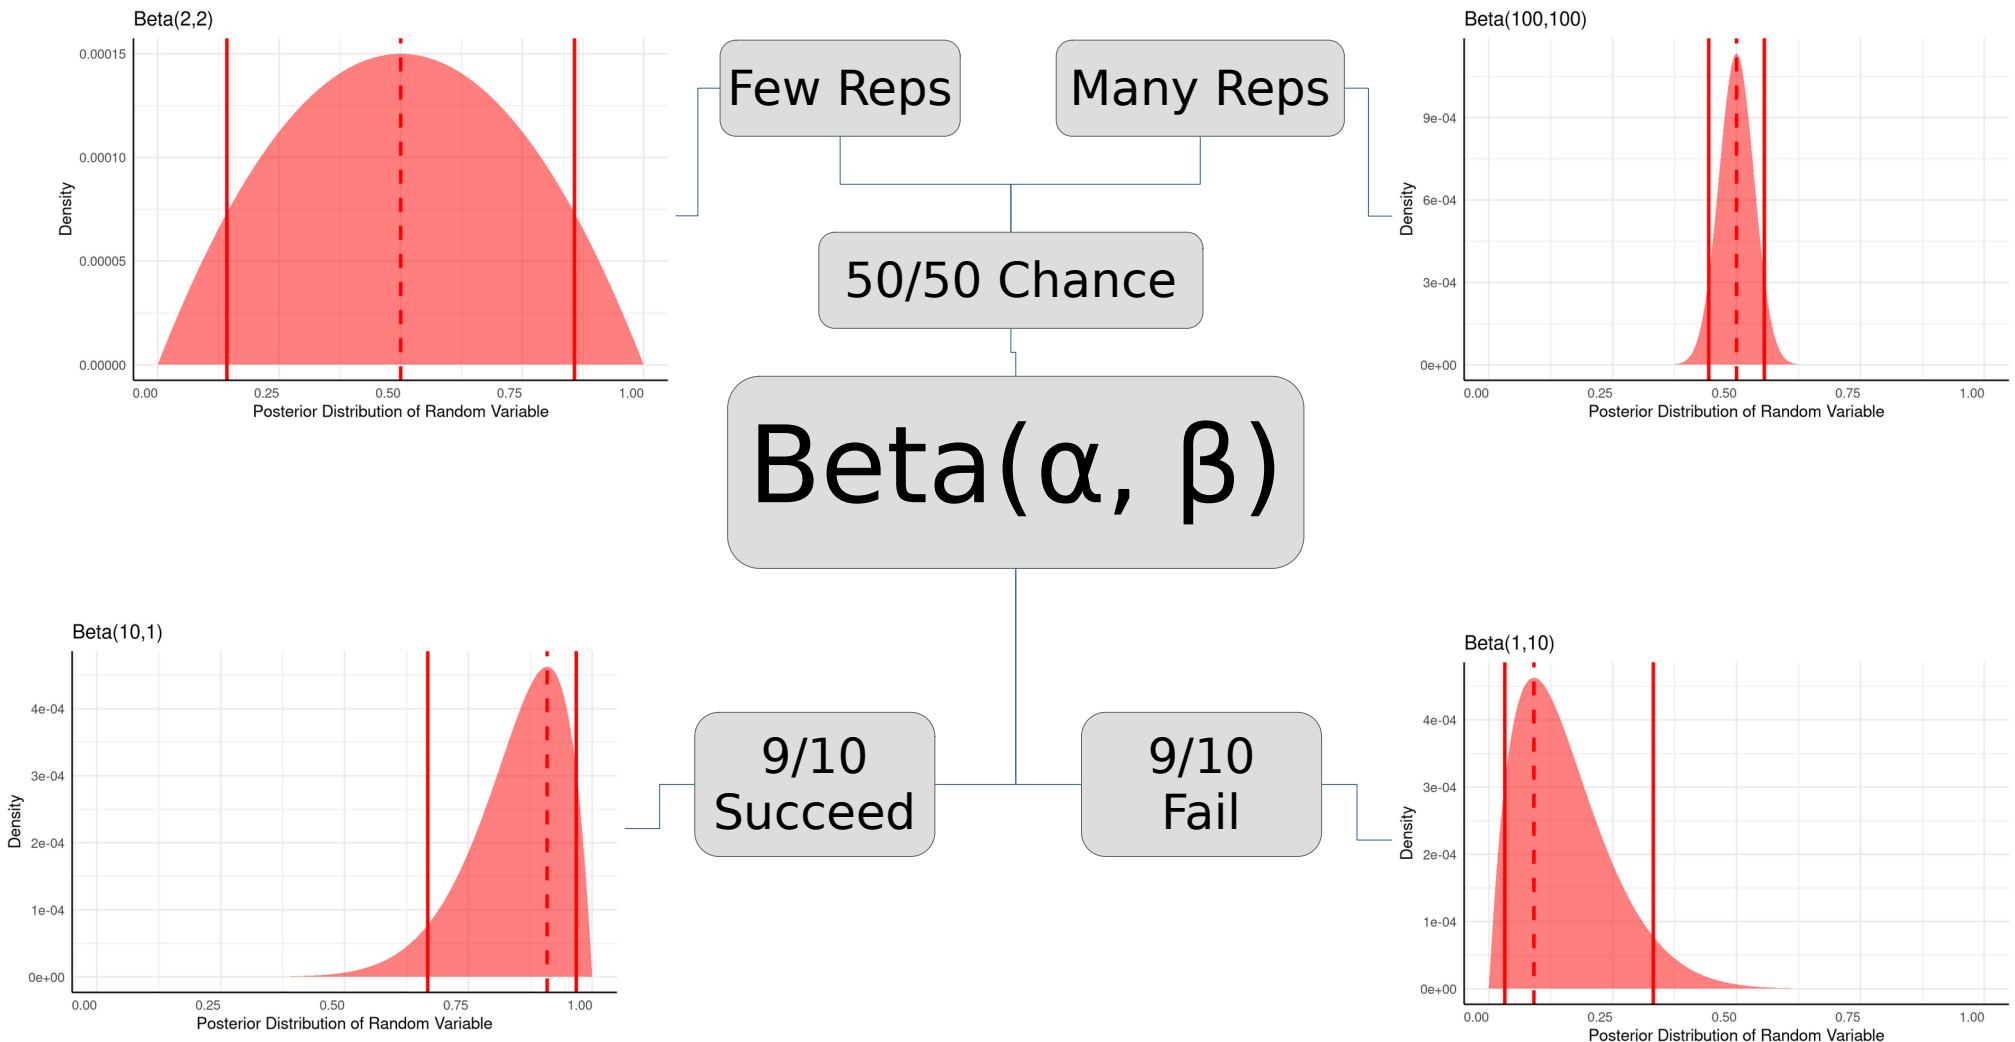 Beta(2,2)
0.00015
0.00010
0.00005
0.00000
Density
0.00 0.25 0.50 0.75 1.00
Posterior Distribution of Random Variable
Few Reps
Many Reps
Beta(100,100)
9e-04
6e-04
3e-04
0e+00
Density
0.00 0.25 0.50 0.75 1.00
Posterior Distribution of Random Variable
50/50 Chance
Beta(α, β)
Beta(10,1)
4e-04
3e-04
2e-04
1e-04
0e+00
Density
0.00 0.25 0.50 0.75 1.00
Posterior Distribution of Random Variable
9/10
Succeed
9/10
Fail
Beta(1,10)
4e-04
3e-04
2e-04
1e-04
0e+00
Density
0.00 0.25 0.50 0.75 1.00
Posterior Distribution of Random Variable